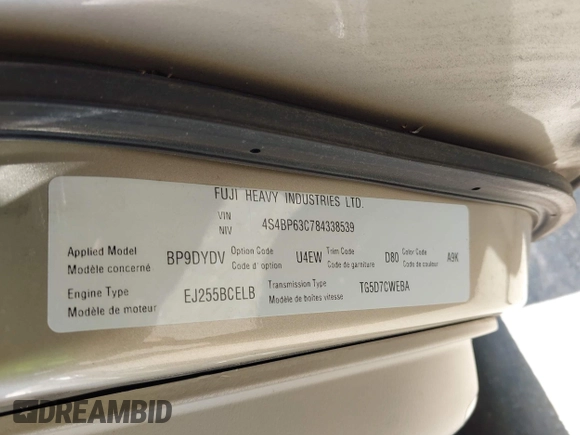 FUJI HEAVY INDUSTRIES LTD.
VIN
NIV 4S4BP63C784338539
Applied Model BP9DYDV Option Code U4EW Trim Code D80 Color Code A9K
Modèle concerné Code d'option Code de garniture Code de couleur
Engine Type EJ255BCELB Transmission Type TG5D7CWEBA
Modèle de moteur Modèle de boîtes vitesse
DREAMBID